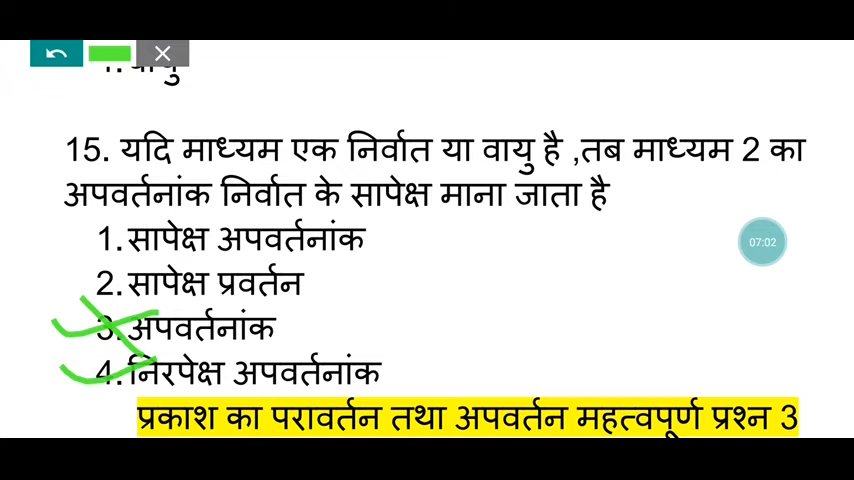 1. वायु
15. यदि माध्यम एक निर्वात या वायु है ,तब माध्यम 2 का
अपवर्तनांक निर्वात के सापेक्ष माना जाता है
1. सापेक्ष अपवर्तनांक
2. सापेक्ष प्रवर्तन
07:02
3. अपवर्तनांक
4. निरपेक्ष अपवर्तनांक
प्रकाश का परावर्तन तथा अपवर्तन महत्वपूर्ण प्रश्न 3